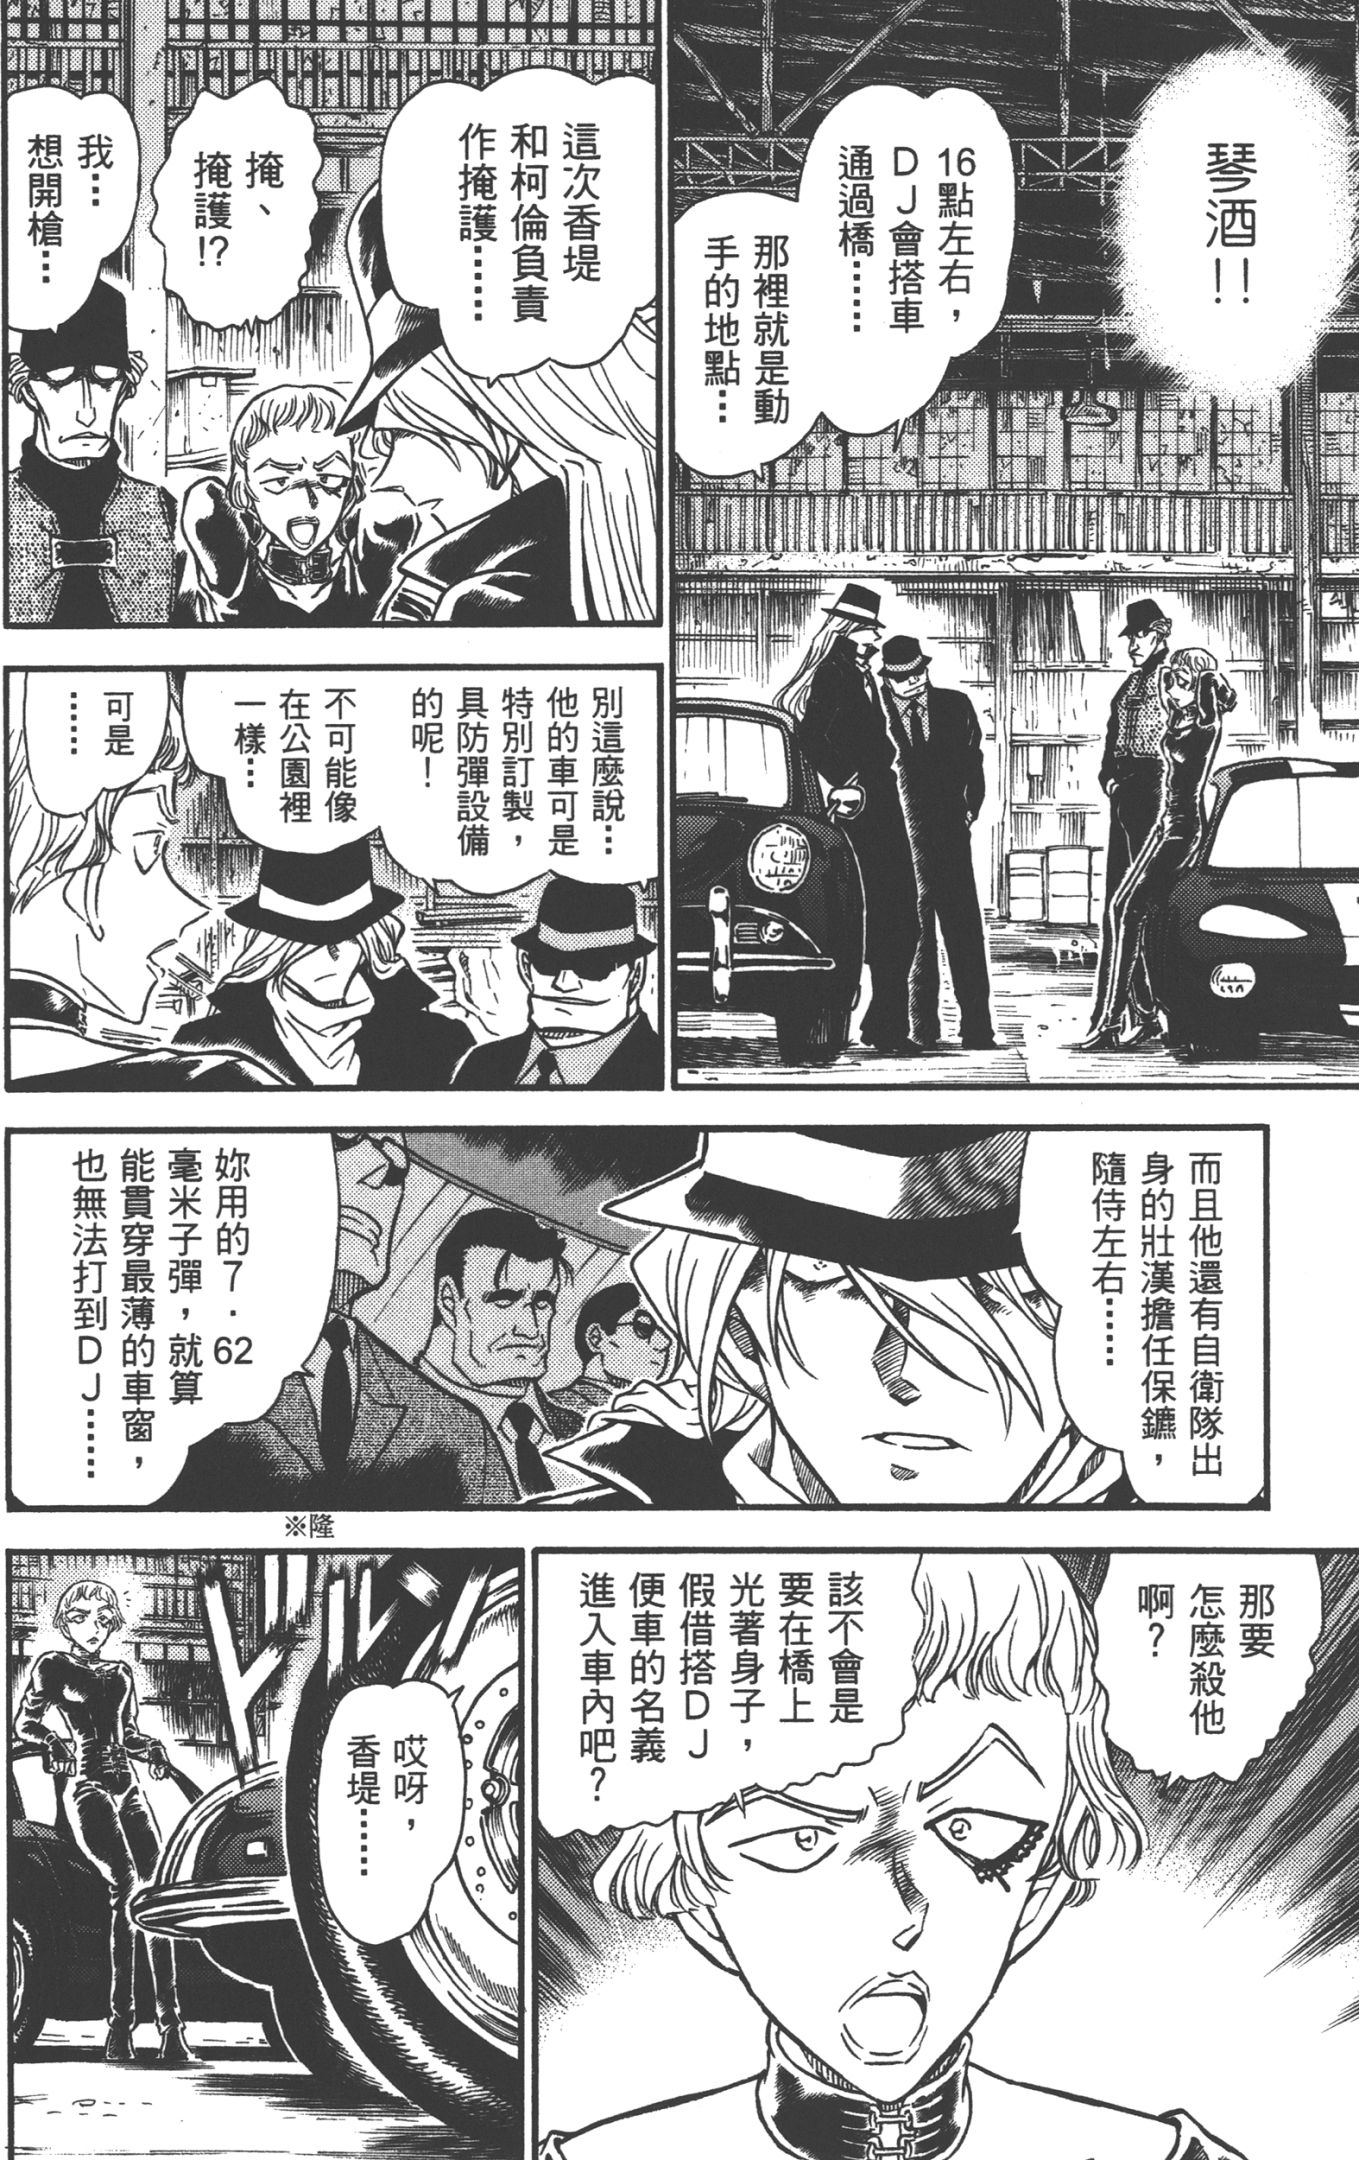 琴酒!!
16點左右，
ＤＪ會搭車
通過橋……
那裡就是動
手的地點…
這次香堤
和柯倫負責
作掩護……
掩、
掩護!?
我…
想開槍…
別這麼說…
他的車可是
特別訂製，
具防彈設備
的呢！
不可能像
在公園裡
一樣…
可是
……
而且他還有自衛隊出
身的壯漢擔任保鑣，
隨侍左右……
妳用的７．62
毫米子彈，就算
能貫穿最薄的車窗，
也無法打到ＤＪ……
那要
怎麼殺他
啊？
該不會是
要在橋上
光著身子，
假借搭ＤＪ
便車的名義
進入車內吧？
※隆
哎呀，
香堤……